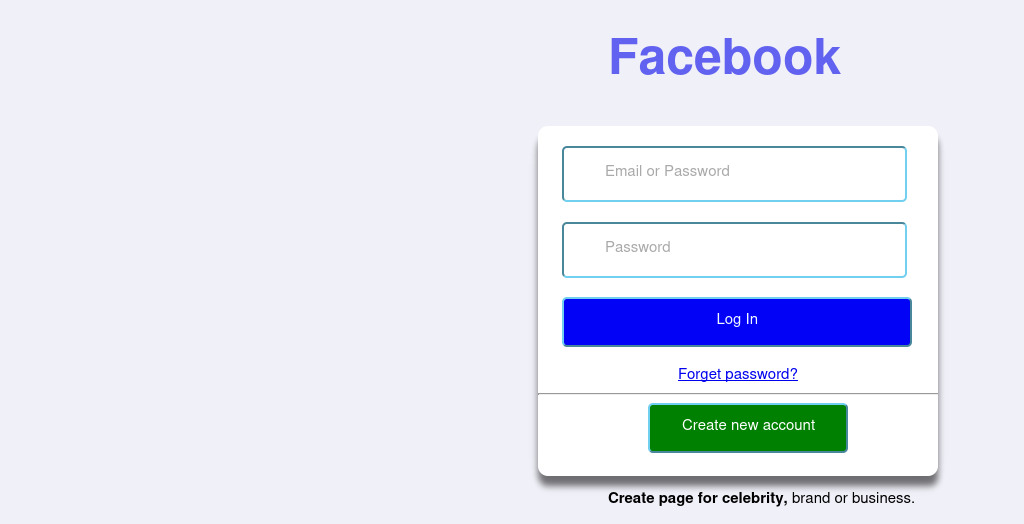 Facebook
Email or Password
Password
Log In
Forget password?
Create new account
Create page for celebrity, brand or business.